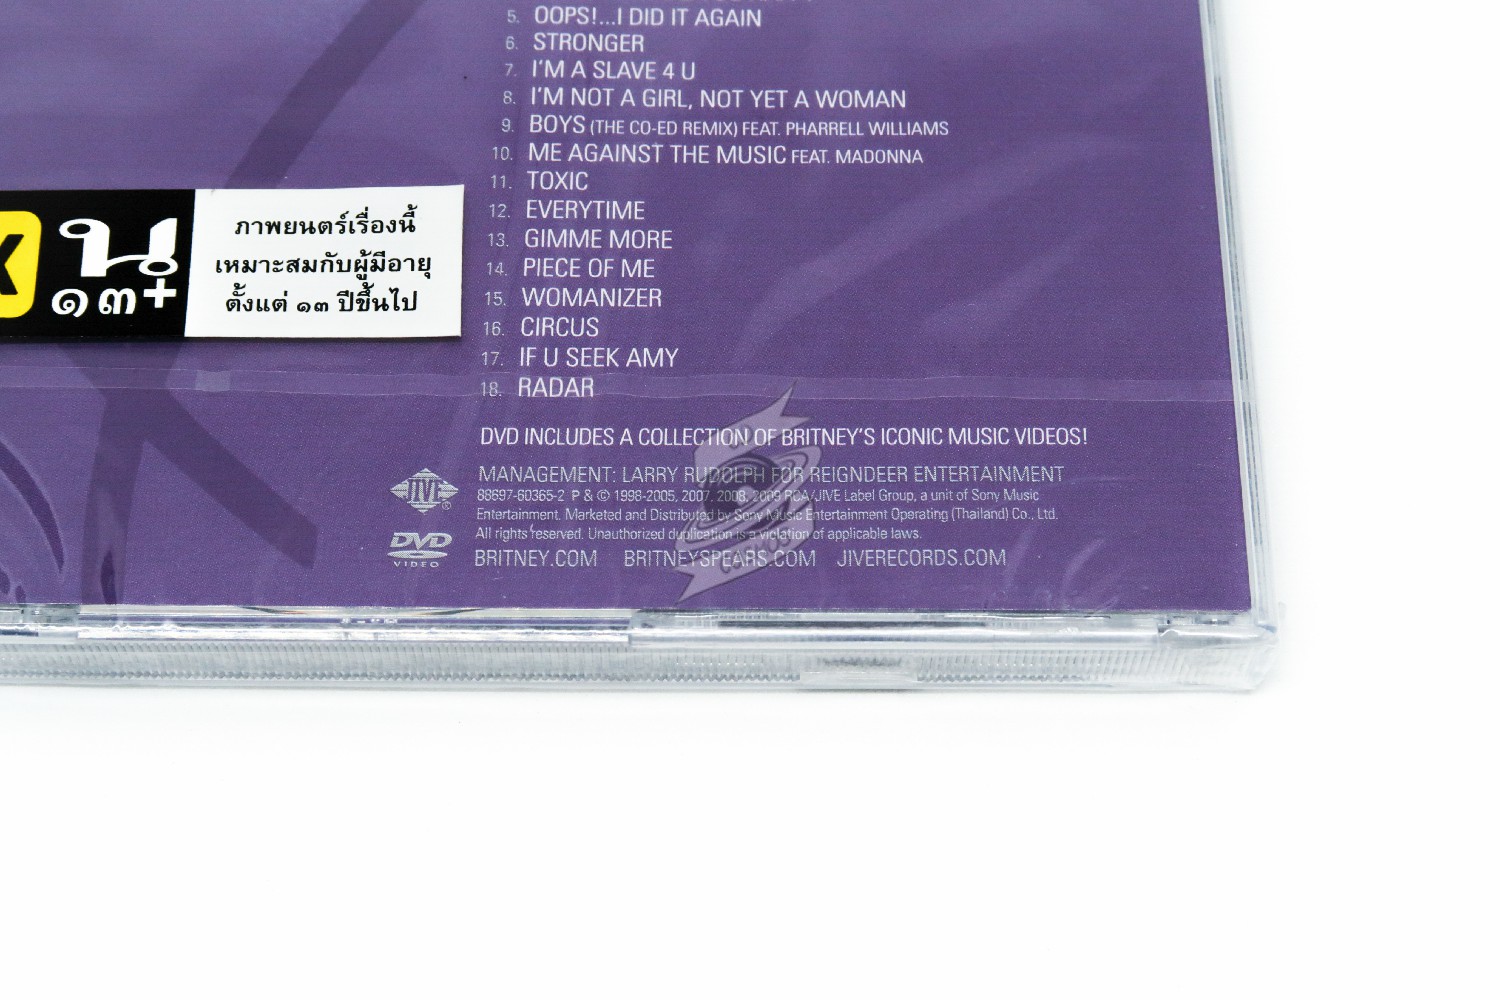 5. OOPS!...I DID IT AGAIN
6. STRONGER
7. I'M A SLAVE 4 U
8. I'M NOT A GIRL, NOT YET A WOMAN
9. BOYS (THE CO-ED REMIX) FEAT. PHARRELL WILLIAMS
10. ME AGAINST THE MUSIC FEAT. MADONNA
11. TOXIC
12. EVERYTIME
13. GIMME MORE
14. PIECE OF ME
15. WOMANIZER
16. CIRCUS
17. IF U SEEK AMY
18. RADAR
น
๑๓+
ภาพยนตร์เรื่องนี้
เหมาะสมกับผู้มีอายุ
ตั้งแต่ ๑๓ ปีขึ้นไป
DVD INCLUDES A COLLECTION OF BRITNEY'S ICONIC MUSIC VIDEOS!
MANAGEMENT: LARRY RUDOLPH FOR REIGNDEER ENTERTAINMENT
88697-60365-2 P & © 1998-2005, 2007, 2008, 2009 RCA/JIVE Label Group, a unit of Sony Music
Entertainment. Marketed and Distributed by Sony Music Entertainment Operating (Thailand) Co., Ltd.
All rights reserved. Unauthorized duplication is a violation of applicable laws.
BRITNEY.COM BRITNEYSPEARS.COM JIVERECORDS.COM
JIVE ®
DVD
VIDEO